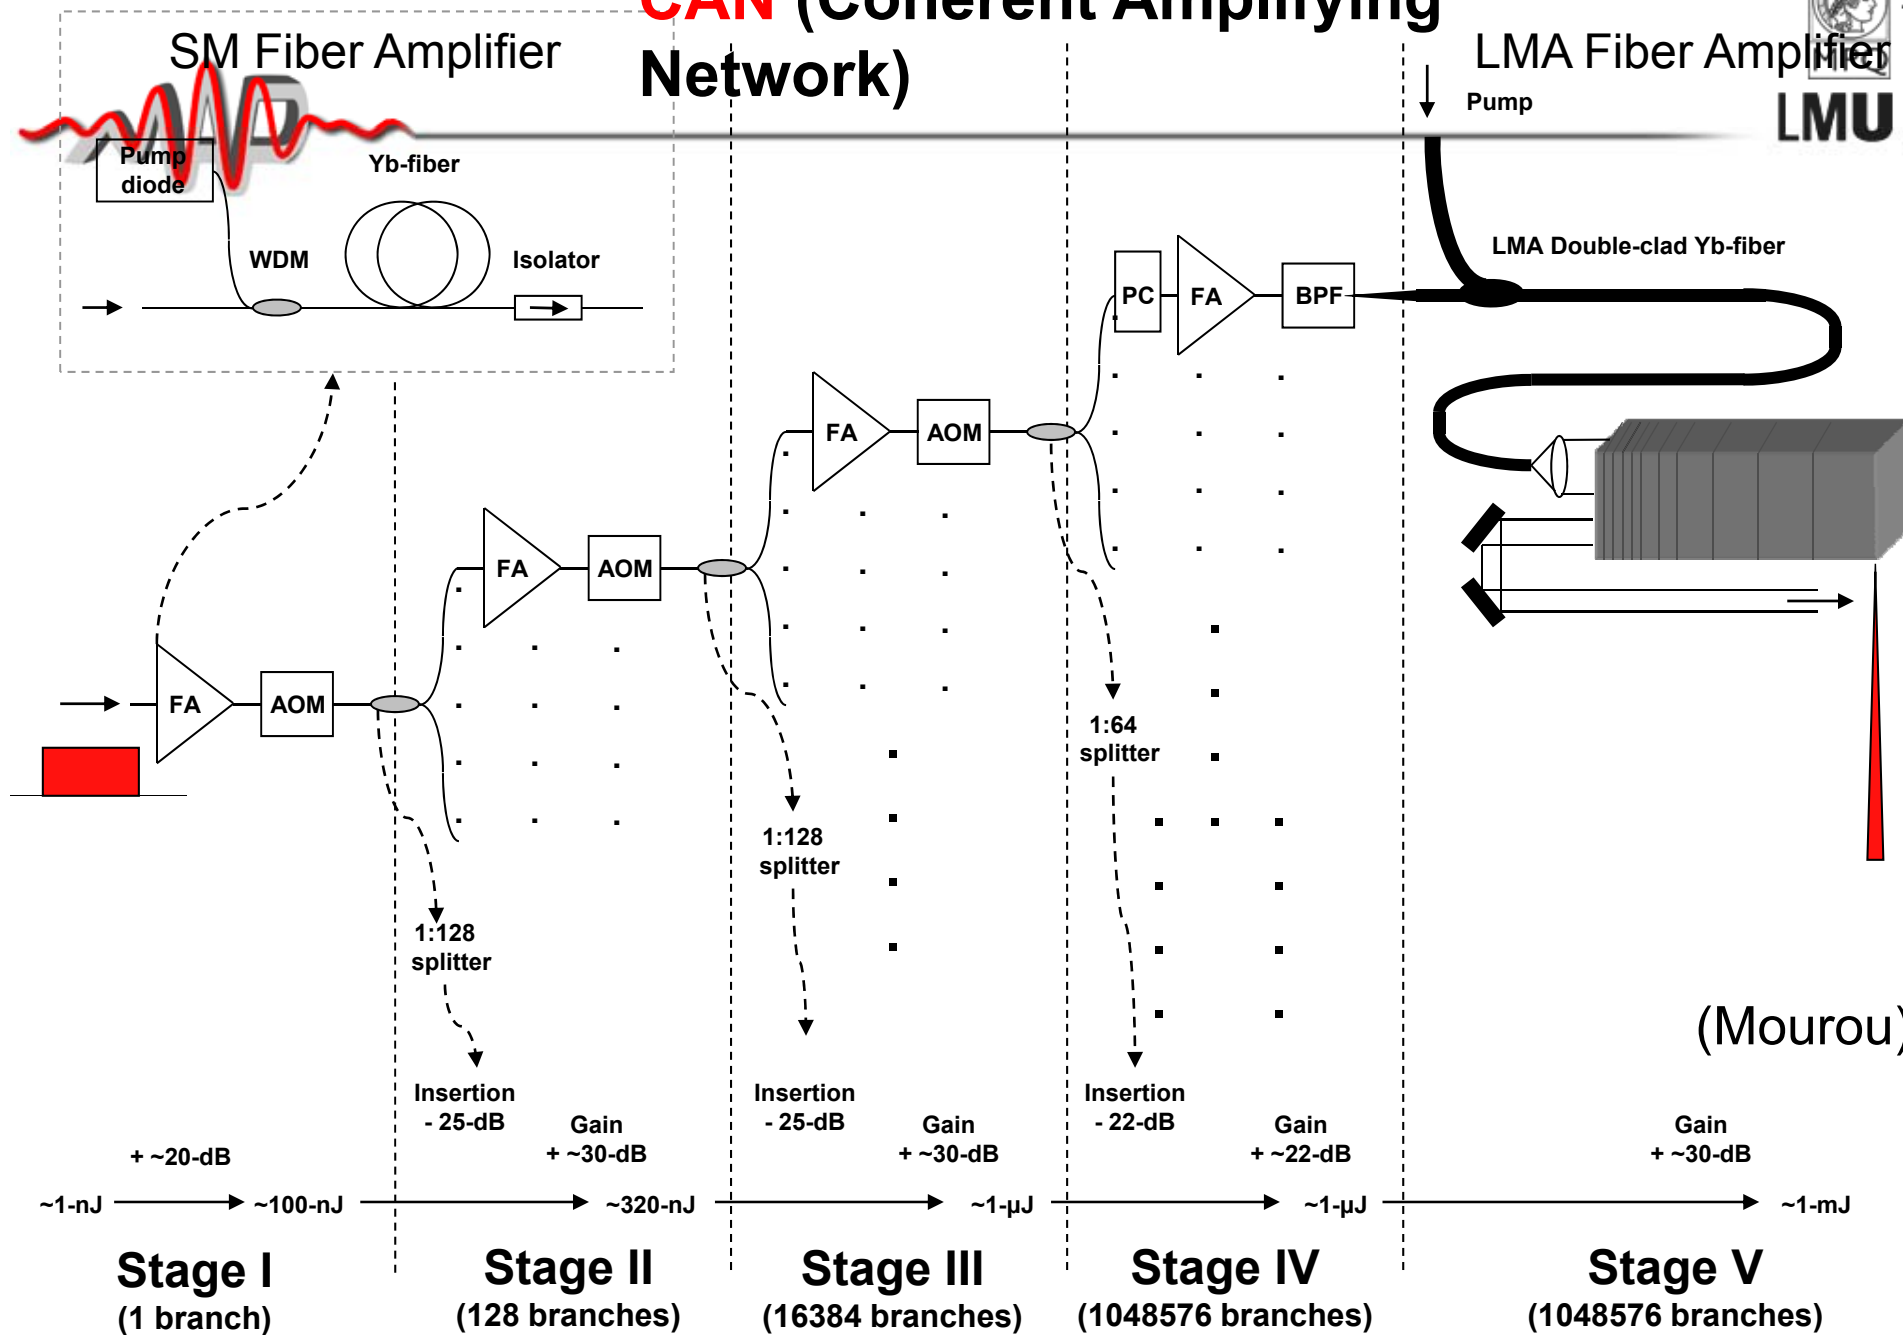 CAN (Coherent Amplifying
Network)
SM Fiber Amplifier
LMA Fiber Amplifier
MPQ
LMU
Pump
Pump
diode
Yb-fiber
WDM
Isolator
LMA Double-clad Yb-fiber
PC
FA
BPF
FA
AOM
FA
AOM
FA
AOM
1:64
splitter
1:128
splitter
1:128
splitter
(Mourou)
Insertion
- 25-dB
Insertion
- 25-dB
Insertion
- 22-dB
+ ~20-dB
Gain
+ ~30-dB
Gain
+ ~30-dB
Gain
+ ~22-dB
Gain
+ ~30-dB
~1-nJ
~100-nJ
~320-nJ
~1-µJ
~1-µJ
~1-mJ
Stage I
(1 branch)
Stage II
(128 branches)
Stage III
(16384 branches)
Stage IV
(1048576 branches)
Stage V
(1048576 branches)